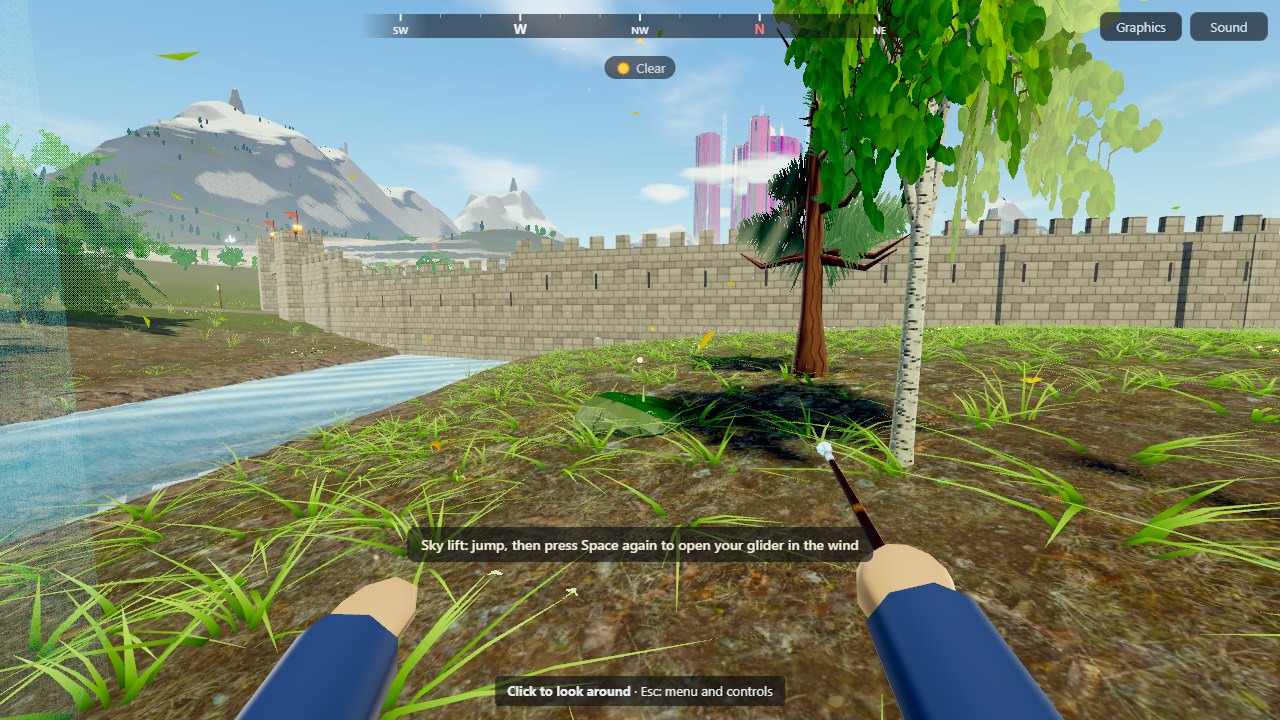 SW W NW N NE
Graphics Sound
Clear
Sky lift: jump, then press Space again to open your glider in the wind
Click to look around · Esc: menu and controls